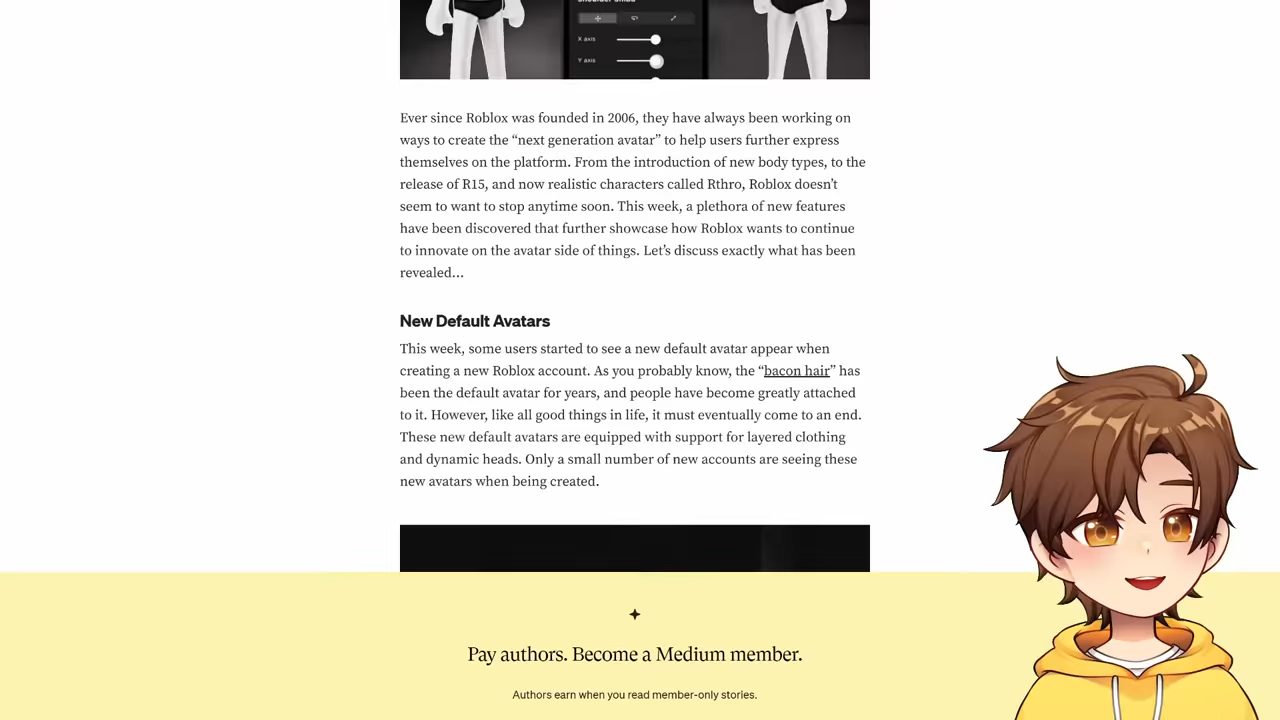 X axis
Y axis
Ever since Roblox was founded in 2006, they have always been working on
ways to create the “next generation avatar” to help users further express
themselves on the platform. From the introduction of new body types, to the
release of R15, and now realistic characters called Rthro, Roblox doesn’t
seem to want to stop anytime soon. This week, a plethora of new features
have been discovered that further showcase how Roblox wants to continue
to innovate on the avatar side of things. Let’s discuss exactly what has been
revealed…
New Default Avatars
This week, some users started to see a new default avatar appear when
creating a new Roblox account. As you probably know, the “bacon hair” has
been the default avatar for years, and people have become greatly attached
to it. However, like all good things in life, it must eventually come to an end.
These new default avatars are equipped with support for layered clothing
and dynamic heads. Only a small number of new accounts are seeing these
new avatars when being created.
Pay authors. Become a Medium member.
Authors earn when you read member-only stories.